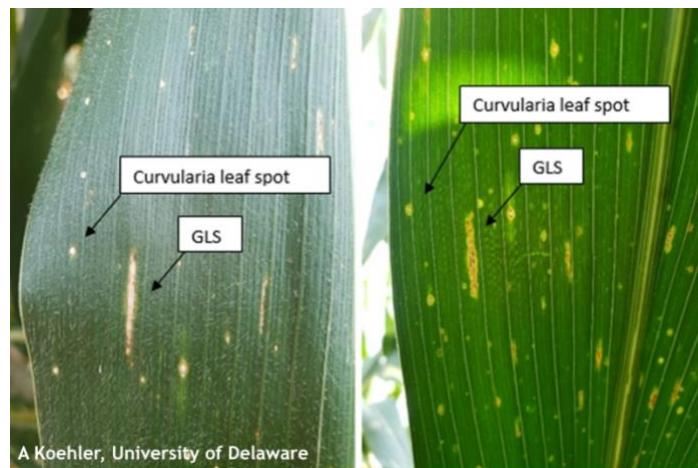 Curvularia leaf spot
GLS
Curvularia leaf spot
GLS
A Koehler, University of Delaware